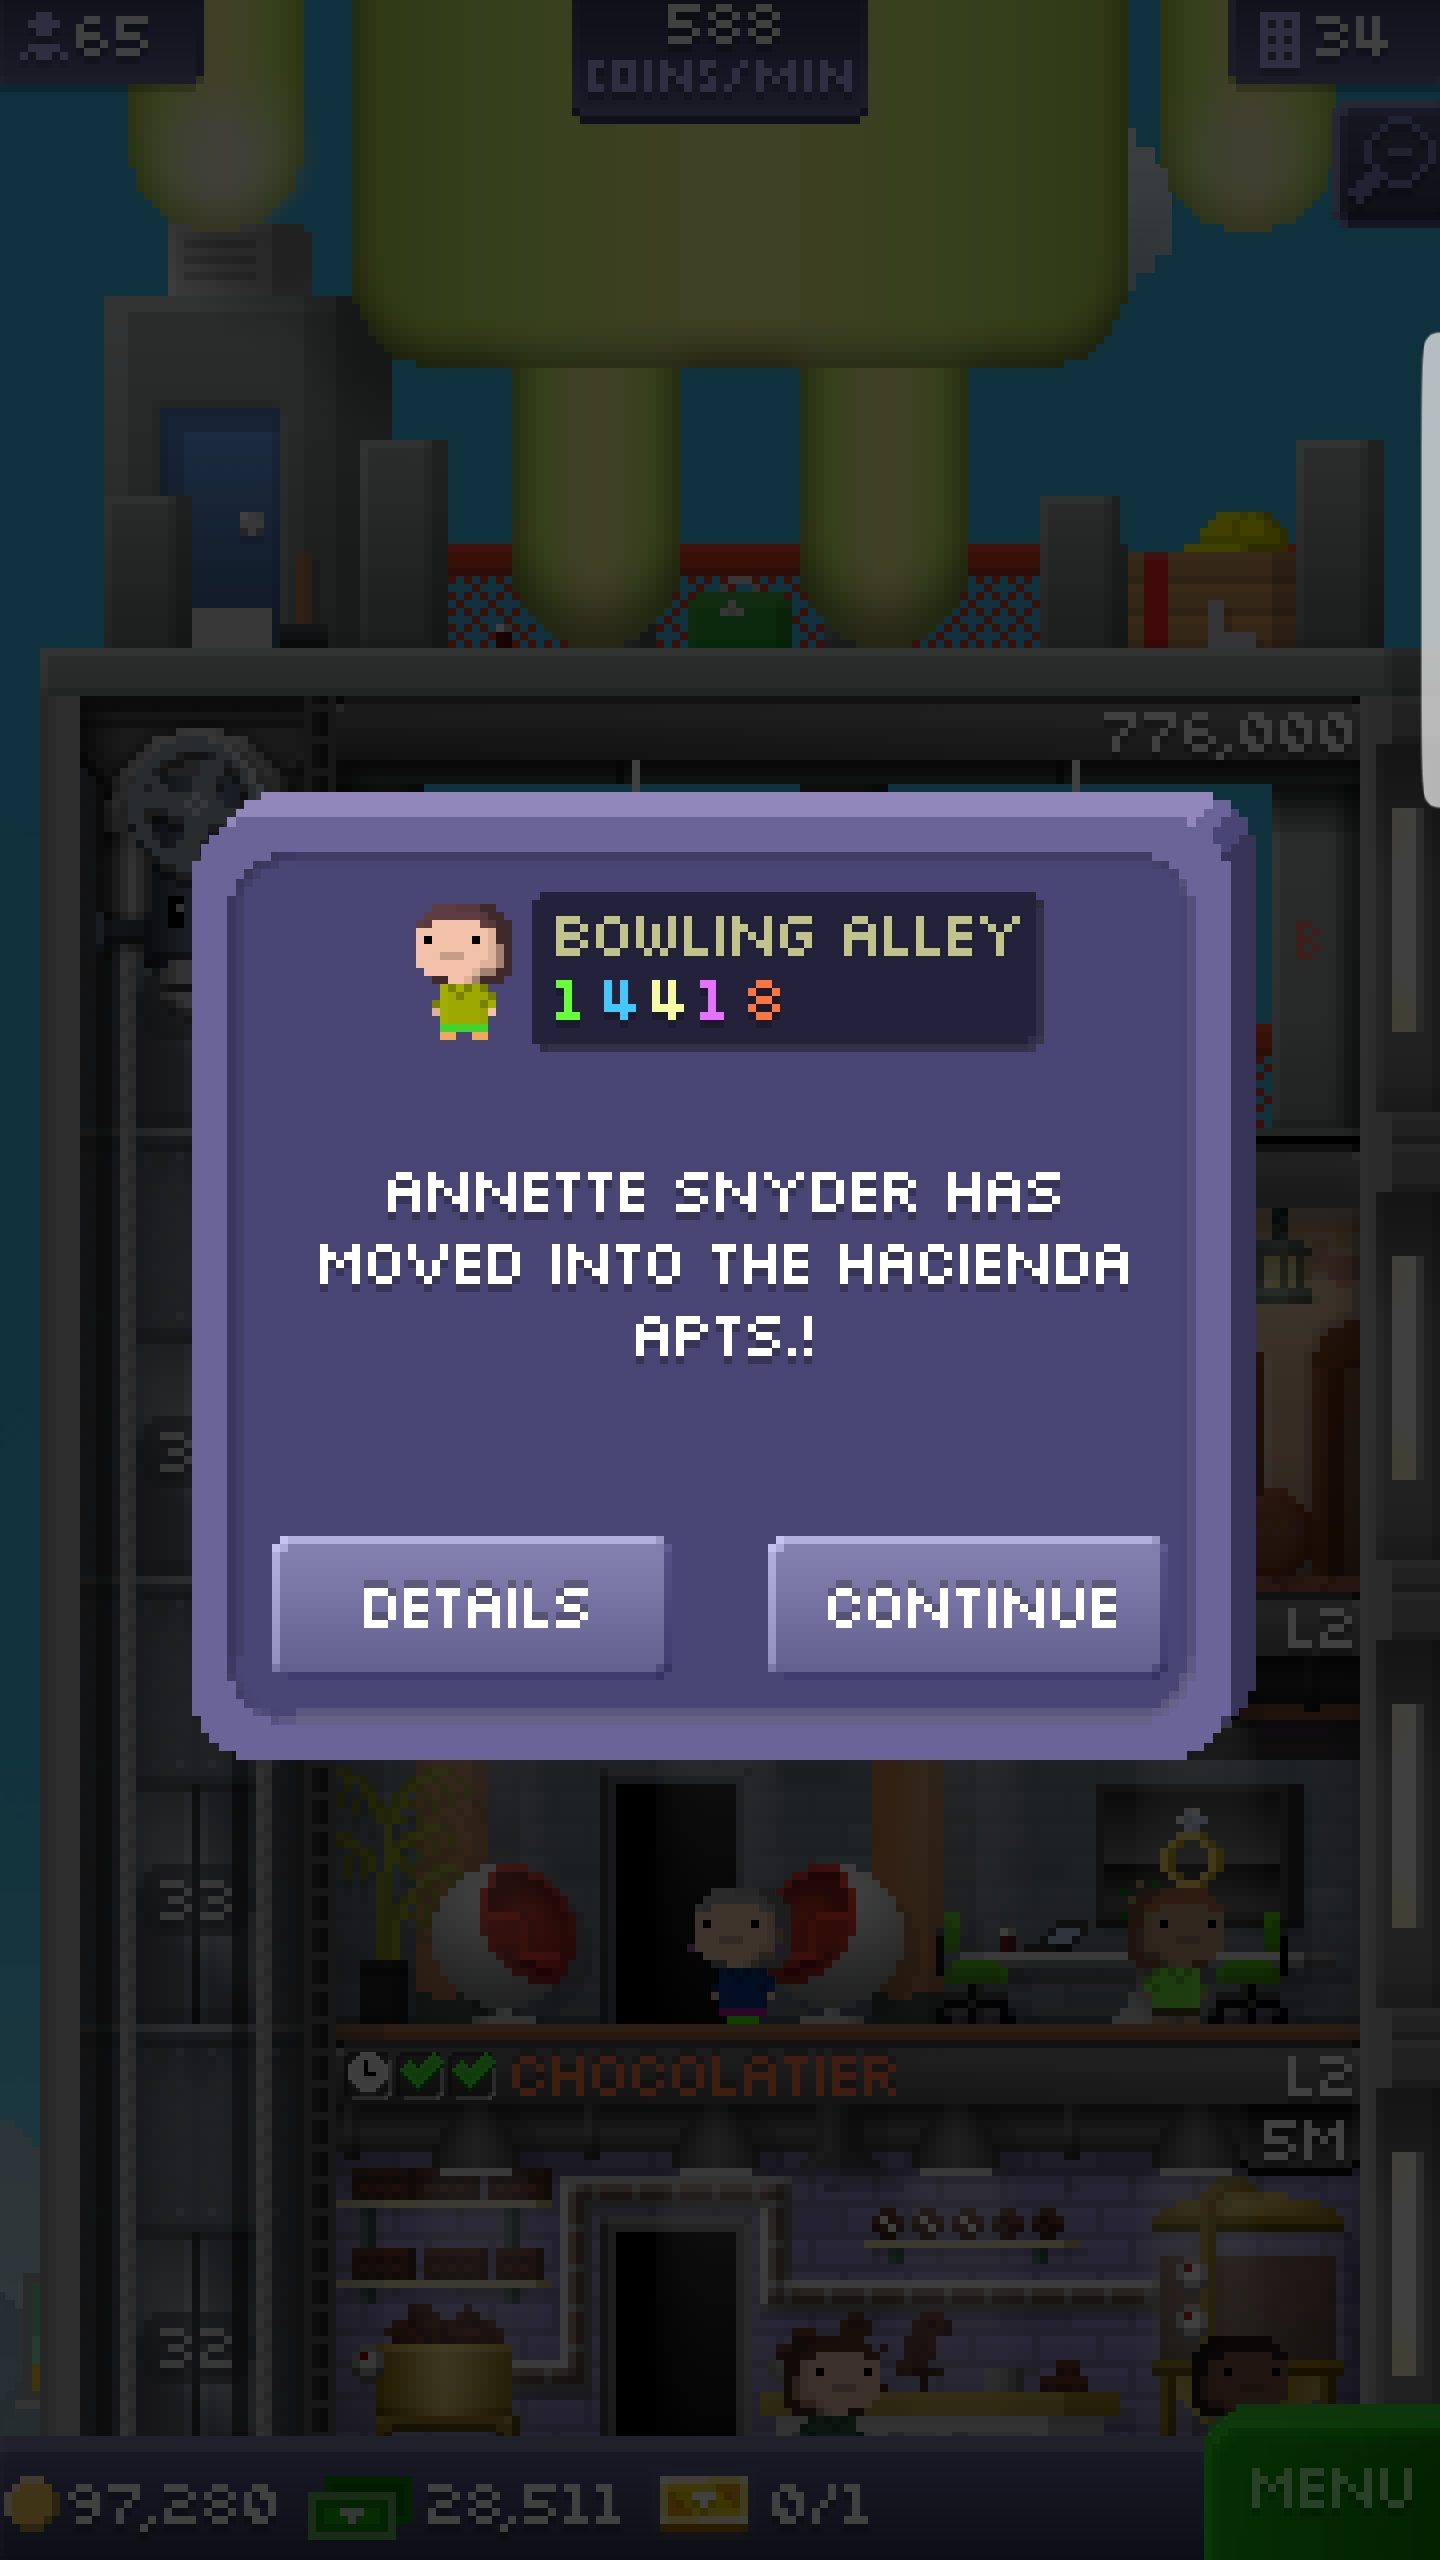 65
588
COINS/MIN
34
776,000
B
BOWLING ALLEY
1 4 4 1 8
ANNETTE SNYDER HAS
MOVED INTO THE HACIENDA
APTS.!
DETAILS
CONTINUE
L2
33
CHOCOLATIER
L2
5M
32
97,280
28,511
0/1
MENU